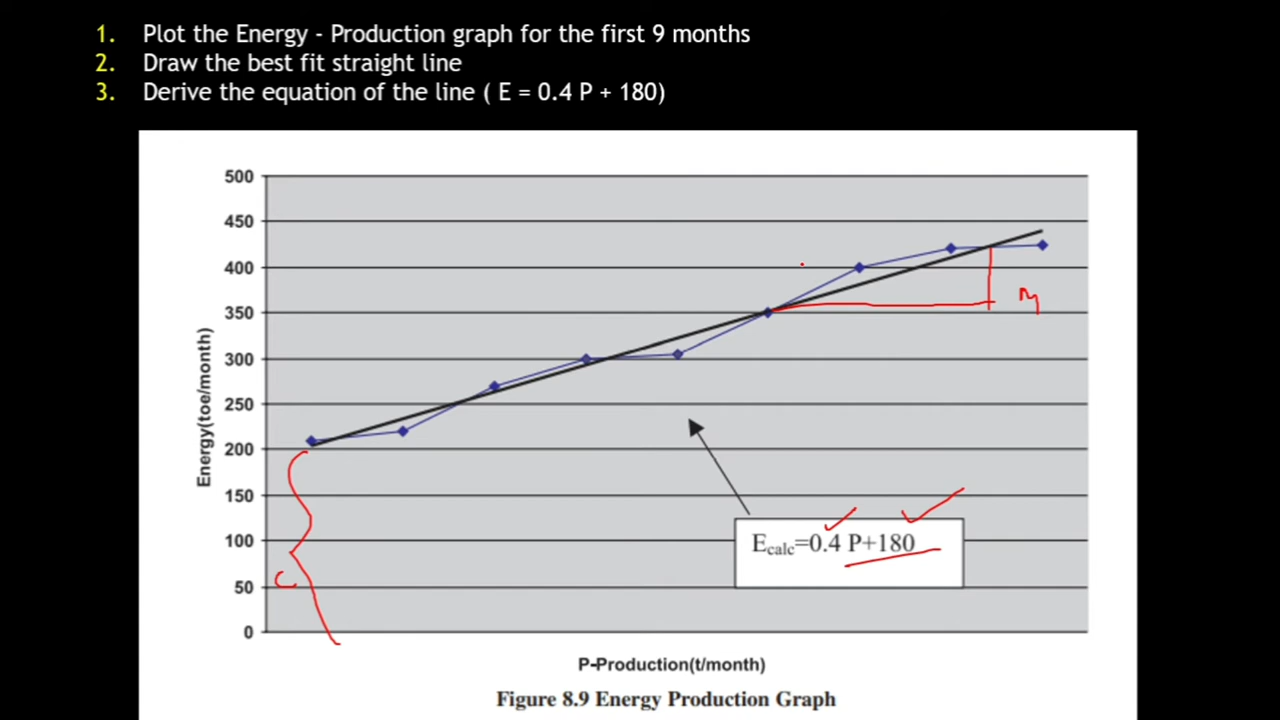 1. Plot the Energy - Production graph for the first 9 months
2. Draw the best fit straight line
3. Derive the equation of the line ( E = 0.4 P + 180)
500
450
400
350
300
250
200
150
100
50
0
Energy(toe/month)
M
C
Ecalc=0.4 P+180
P-Production(t/month)
Figure 8.9 Energy Production Graph